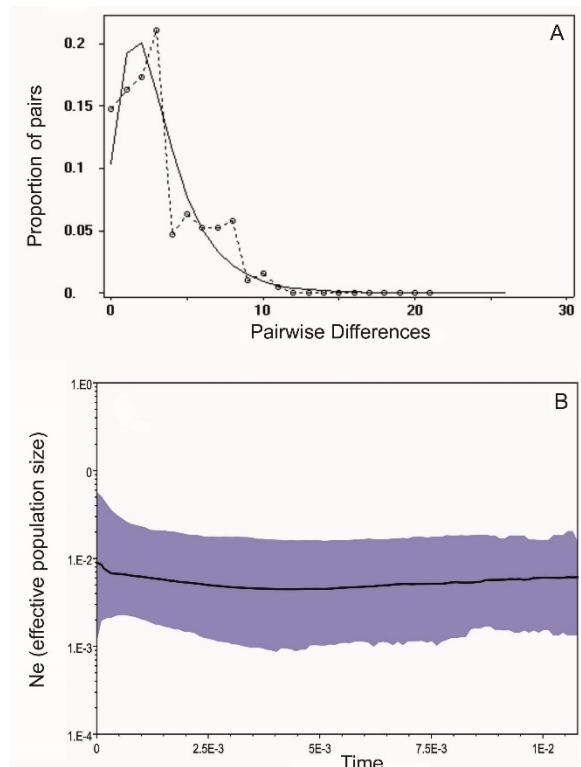 A
Proportion of pairs
0.2
0.15
0.1
0.05
0.
0
10
20
30
Pairwise Differences
B
Ne (effective population size)
1.E0
0
1.E-2
1.E-3
1.E-4
0
2.5E-3
5E-3
7.5E-3
1E-2
Time